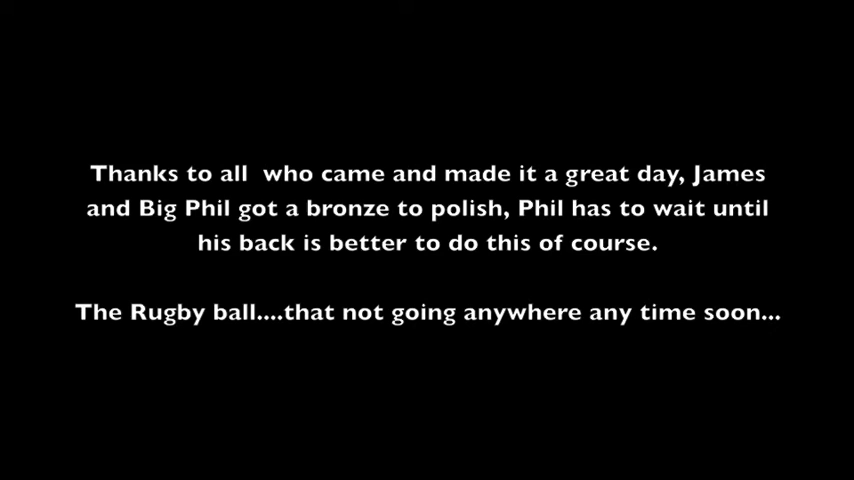 Thanks to all  who came and made it a great day, James
and Big Phil got a bronze to polish, Phil has to wait until
his back is better to do this of course.
The Rugby ball....that not going anywhere any time soon...